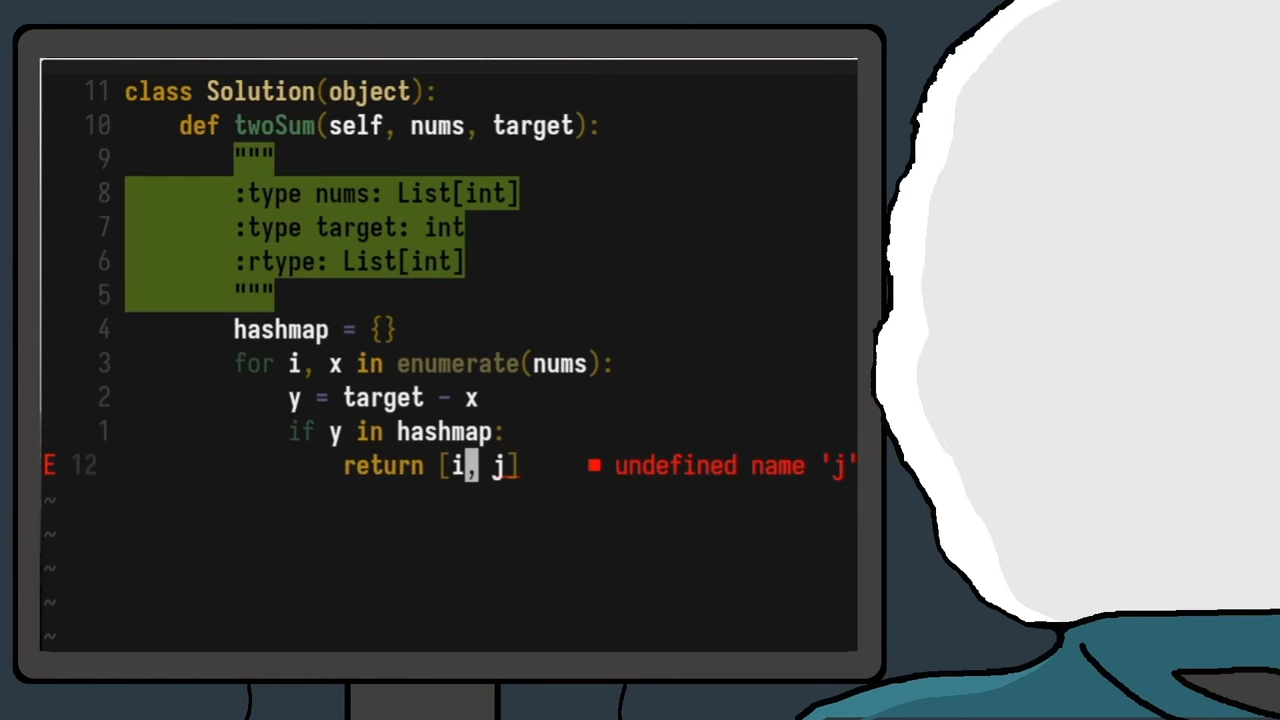 11 class Solution(object):
10 def twoSum(self, nums, target):
9 """
8 :type nums: List[int]
7 :type target: int
6 :rtype: List[int]
5 """
4 hashmap = {}
3 for i, x in enumerate(nums):
2 y = target - x
1 if y in hashmap:
E 12 return [i, j] ■ undefined name 'j'
~
~
~
~
~